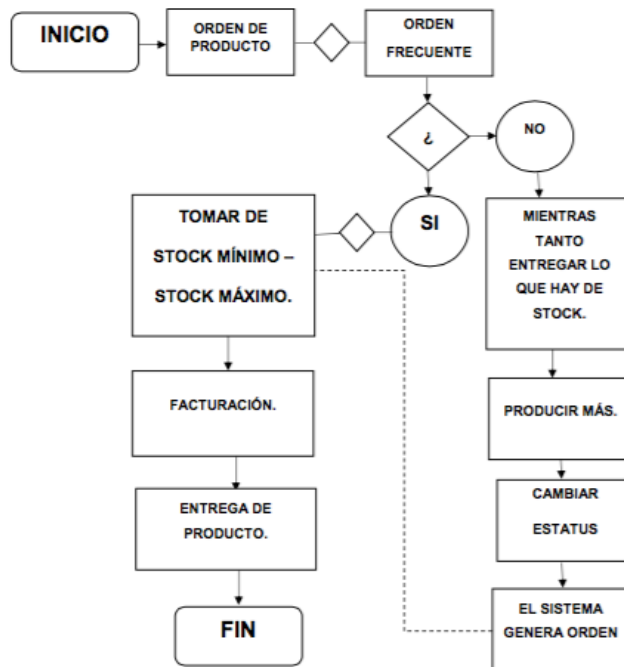 INICIO
ORDEN DE
PRODUCTO
ORDEN
FRECUENTE
¿
NO
SI
TOMAR DE
STOCK MÍNIMO –
STOCK MÁXIMO.
MIENTRAS
TANTO
ENTREGAR LO
QUE HAY DE
STOCK.
FACTURACIÓN.
PRODUCIR MÁS.
ENTREGA DE
PRODUCTO.
CAMBIAR
ESTATUS
FIN
EL SISTEMA
GENERA ORDEN